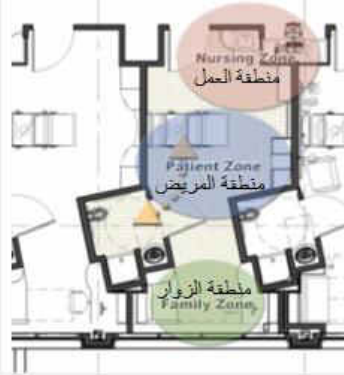 Nursing Zone
منطقة العمل
Patient Zone
منطقة المريض
منطقة الزوار
Family Zone